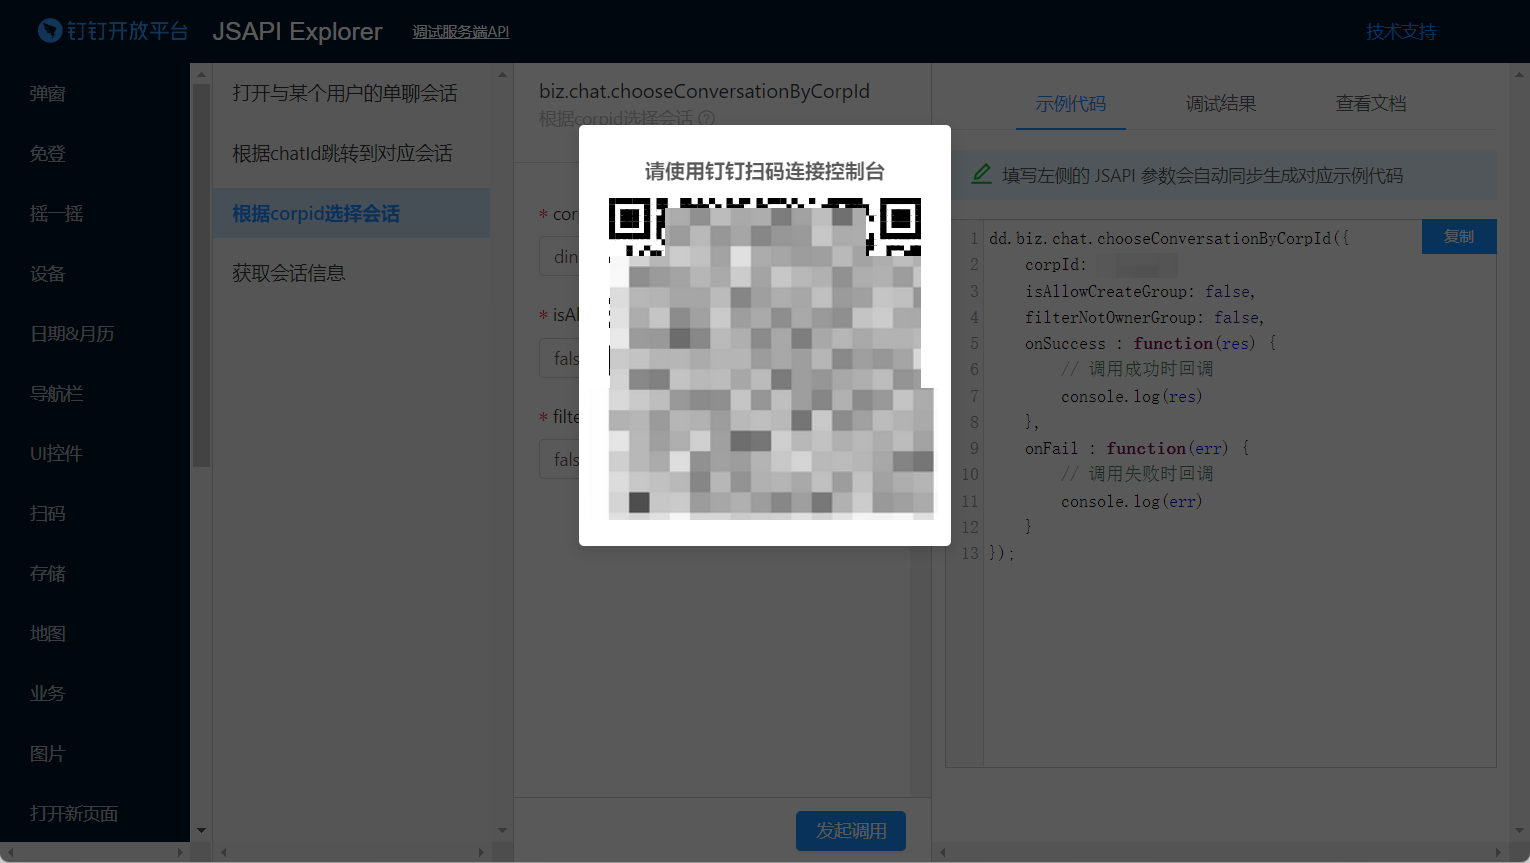 钉钉开放平台
JSAPI Explorer
调试服务端API
技术支持
弹窗
免登
摇一摇
设备
日期&月历
导航栏
UI控件
扫码
存储
地图
业务
图片
打开新页面
打开与某个用户的单聊会话
根据chatId跳转到对应会话
根据corpid选择会话
获取会话信息
biz.chat.chooseConversationByCorpId
根据corpid选择会话
* cor
din
* isAl
fals
* filte
fals
发起调用
请使用钉钉扫码连接控制台
示例代码
调试结果
查看文档
填写左侧的 JSAPI 参数会自动同步生成对应示例代码
复制
1 dd.biz.chat.chooseConversationByCorpId({
2 corpId:
3 isAllowCreateGroup: false,
4 filterNotOwnerGroup: false,
5 onSuccess : function(res) {
6 // 调用成功时回调
7 console.log(res)
8 },
9 onFail : function(err) {
10 // 调用失败时回调
11 console.log(err)
12 }
13 });